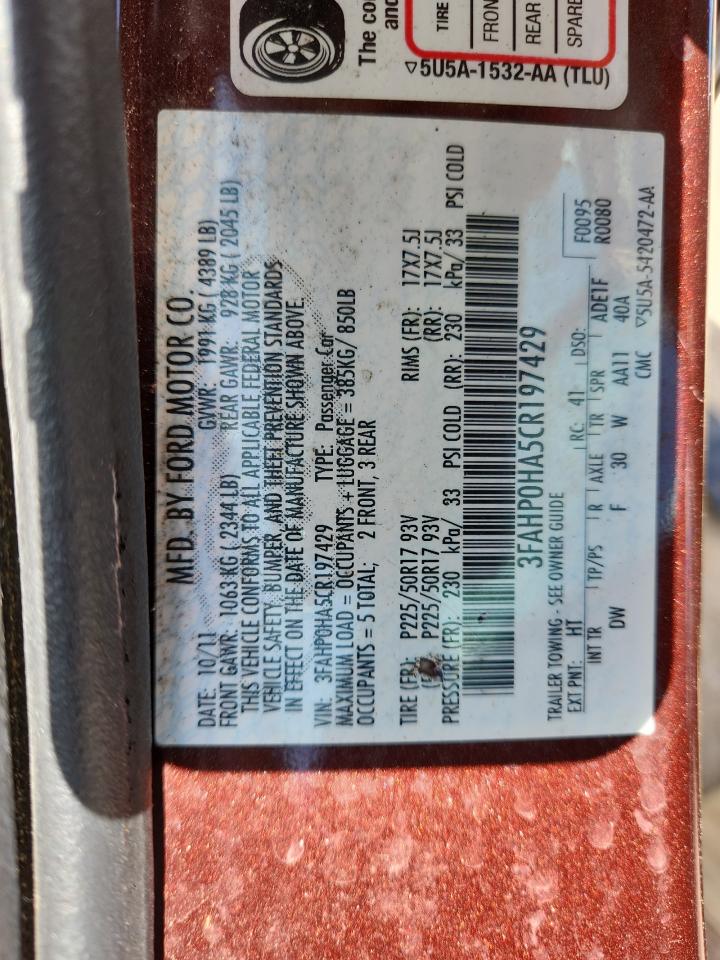 The co
and
TIRE
FRON
REAR
SPARE
▽5U5A-1532-AA (TLU)
MFD. BY FORD MOTOR CO.
DATE: 10/11 GVWR: 1991 KG ( 4389 LB)
FRONT GAWR: 1063 KG ( 2344 LB) REAR GAWR: 928 KG ( 2045 LB)
THIS VEHICLE CONFORMS TO ALL APPLICABLE FEDERAL MOTOR
VEHICLE SAFETY, BUMPER, AND THEFT PREVENTION STANDARDS
IN EFFECT ON THE DATE OF MANUFACTURE SHOWN ABOVE.
VIN: 3FAHP0HA5CR197429 TYPE: Passenger Car
MAXIMUM LOAD = OCCUPANTS + LUGGAGE = 385KG/ 850LB
OCCUPANTS = 5 TOTAL; 2 FRONT, 3 REAR
TIRE (FR): P225/50R17 93V RIMS (FR): 17X7.5J
P225/50R17 93V (RR): 17X7.5J
PRESSURE (FR): 230 kPa/ 33 PSI COLD (RR): 230 kPa/ 33 PSI COLD
3FAHP0HA5CR197429
TRAILER TOWING - SEE OWNER GUIDE F0095
EXT PNT: HT RC: 41 DSO: R0080
INT TR TP/PS R AXLE TR SPR ADE1F
DW F 30 W AA11 40A
CMC ▽5U5A-5420472-AA